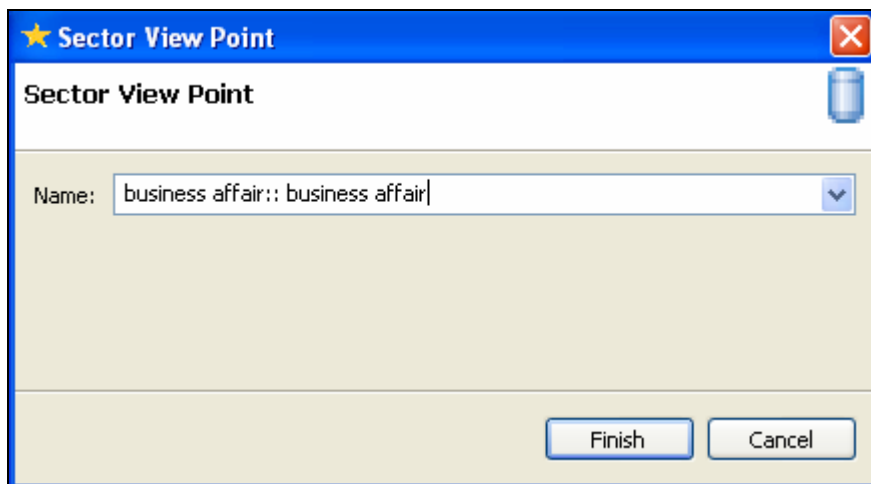 Sector View Point
Sector View Point
Name: business affair:: business affair
Finish Cancel